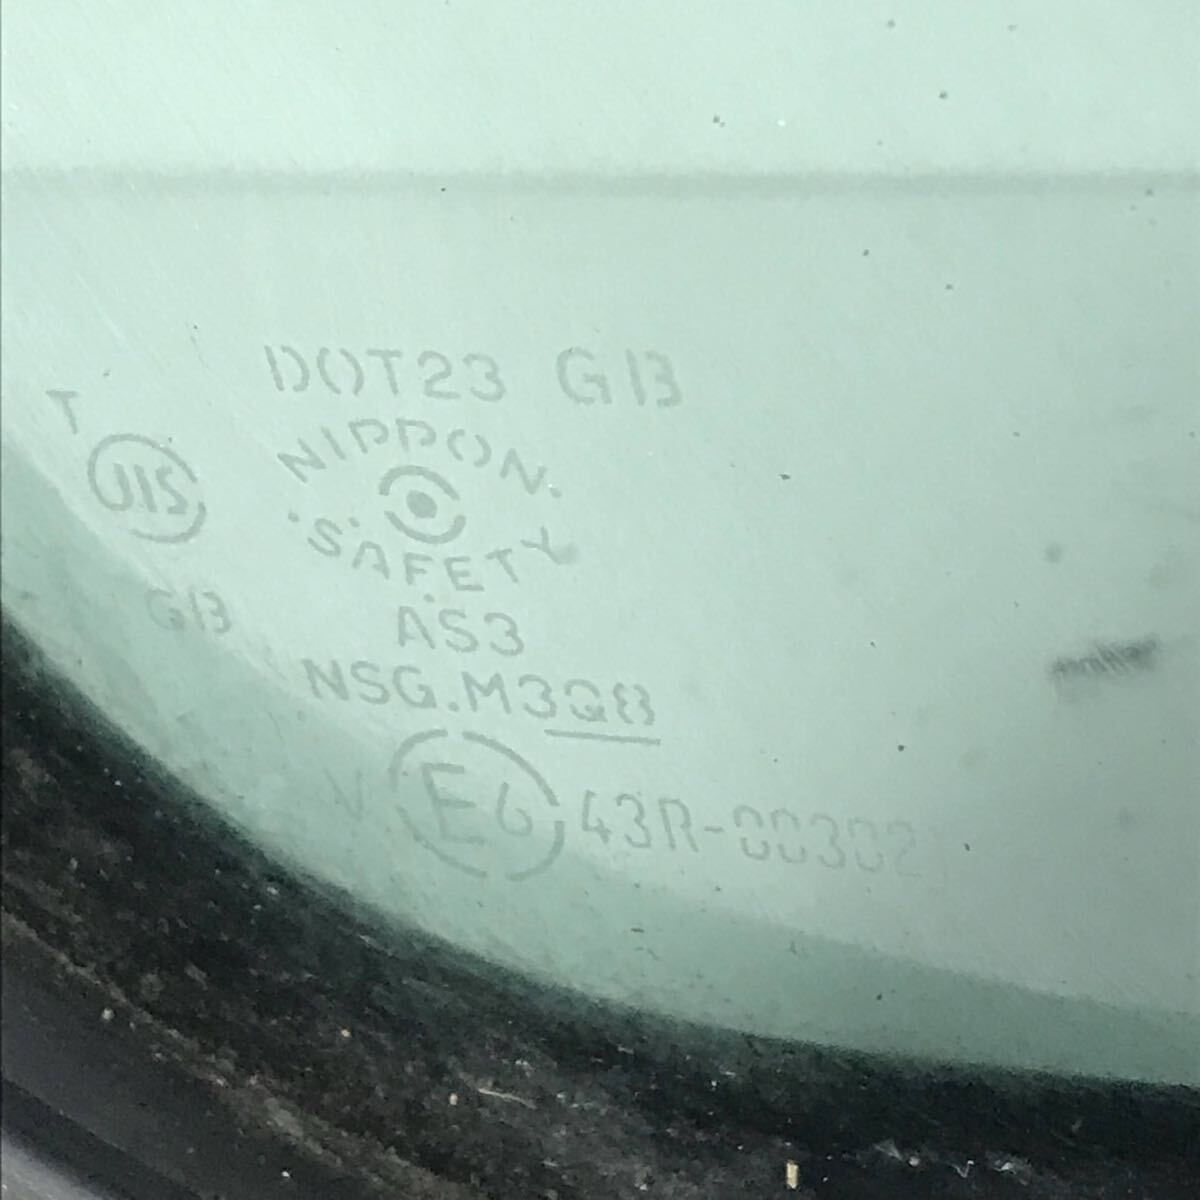 DOT23 GB
T
JIS
NIPPON.
SAFETY
GB
AS3
NSG.M3Q8
V E6 43R-00302